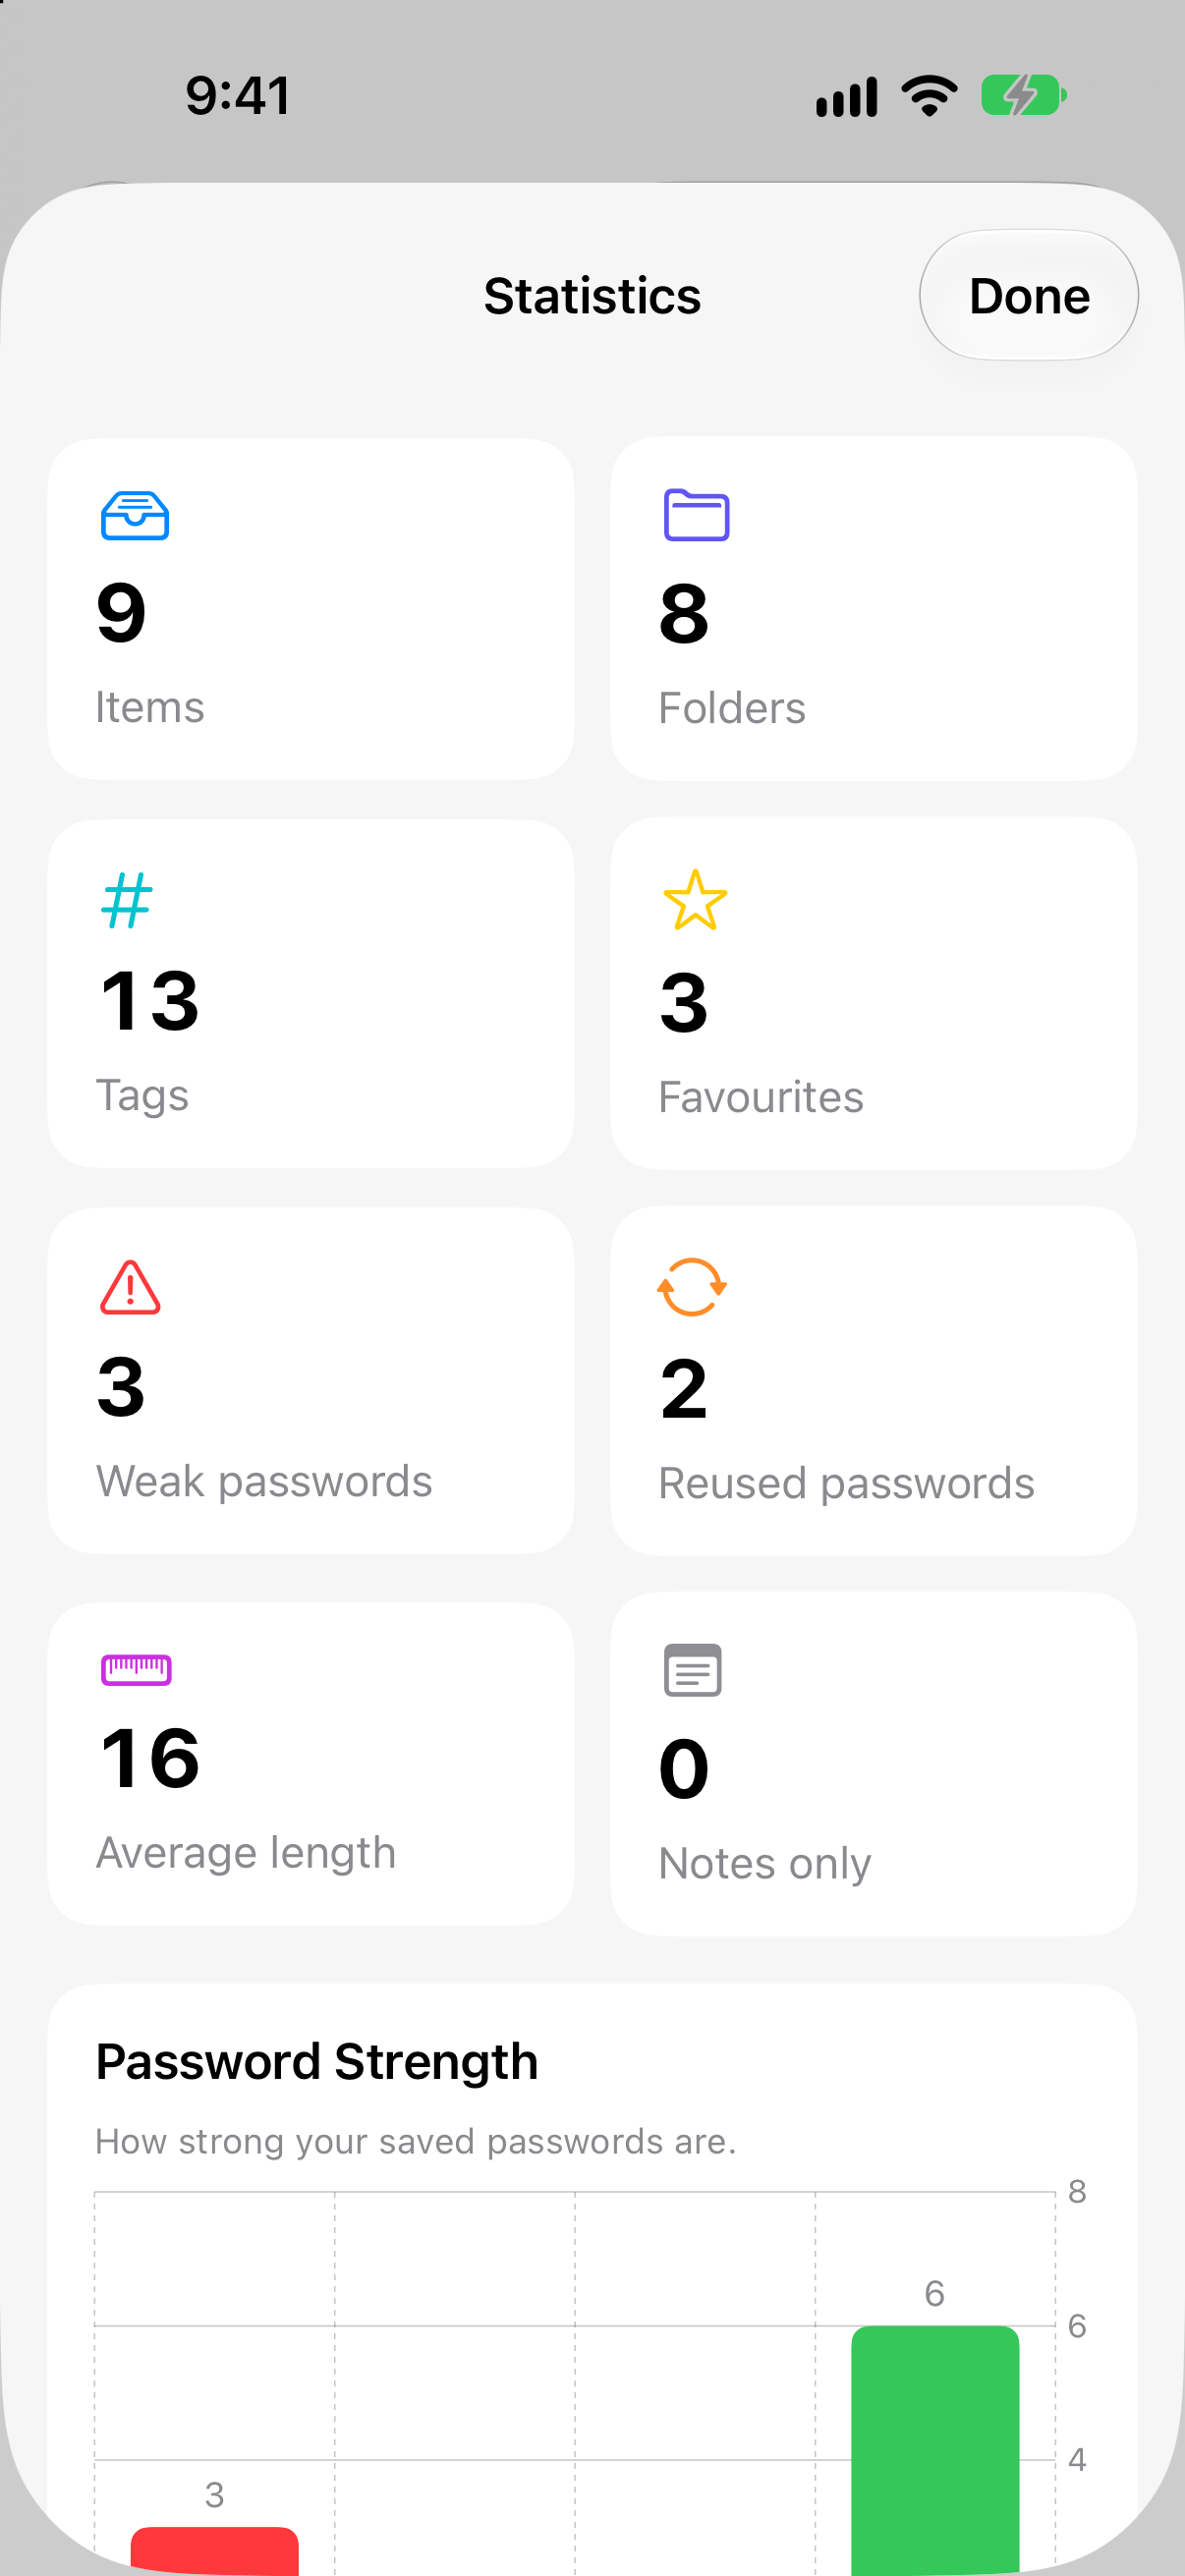 9:41
Statistics
Done
9
Items
8
Folders
13
Tags
3
Favourites
3
Weak passwords
2
Reused passwords
16
Average length
0
Notes only
Password Strength
How strong your saved passwords are.
8
6
6
4
3